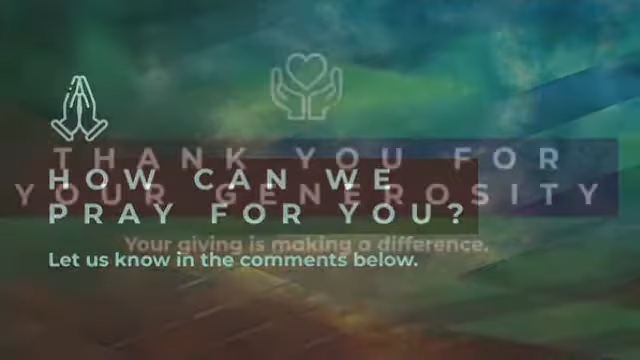 THANK YOU FOR
YOUR GENEROSITY
Your giving is making a difference.
HOW CAN WE
PRAY FOR YOU?
Let us know in the comments below.